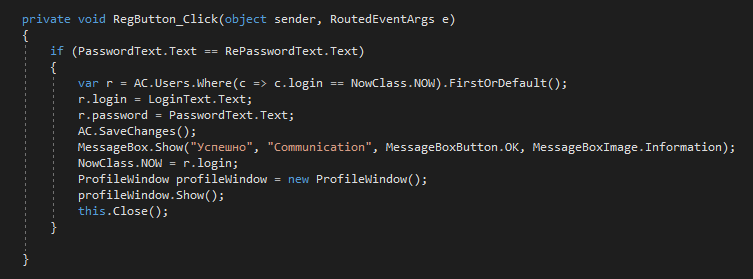 private void RegButton_Click(object sender, RoutedEventArgs e)
{
if (PasswordText.Text == RePasswordText.Text)
{
var r = AC.Users.Where(c => c.login == NowClass.NOW).FirstOrDefault();
r.login = LoginText.Text;
r.password = PasswordText.Text;
AC.SaveChanges();
MessageBox.Show("Успешно", "Communication", MessageBoxButton.OK, MessageBoxImage.Information);
NowClass.NOW = r.login;
ProfileWindow profileWindow = new ProfileWindow();
profileWindow.Show();
this.Close();
}
}